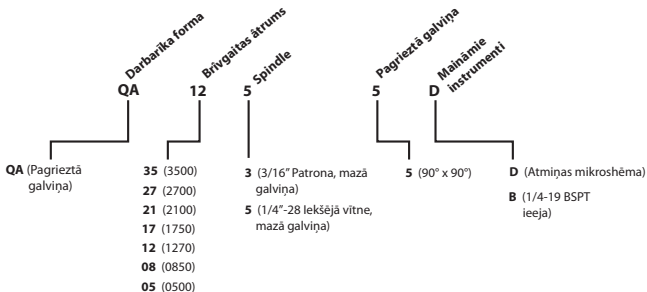 Darbarīka forma
Brīvgaitas ātrums
Spindle
Pagrieztā galviņa
Maināmie
instrumenti
QA 12 5 5 D
QA (Pagrieztā
galviņa)
35 (3500)
27 (2700)
21 (2100)
17 (1750)
12 (1270)
08 (0850)
05 (0500)
3 (3/16” Patrona, mazā
galviņa)
5 (1/4”-28 Iekšējā vītne,
mazā galviņa)
5 (90° x 90°)
D (Atmiņas mikroshēma)
B (1/4-19 BSPT
ieeja)